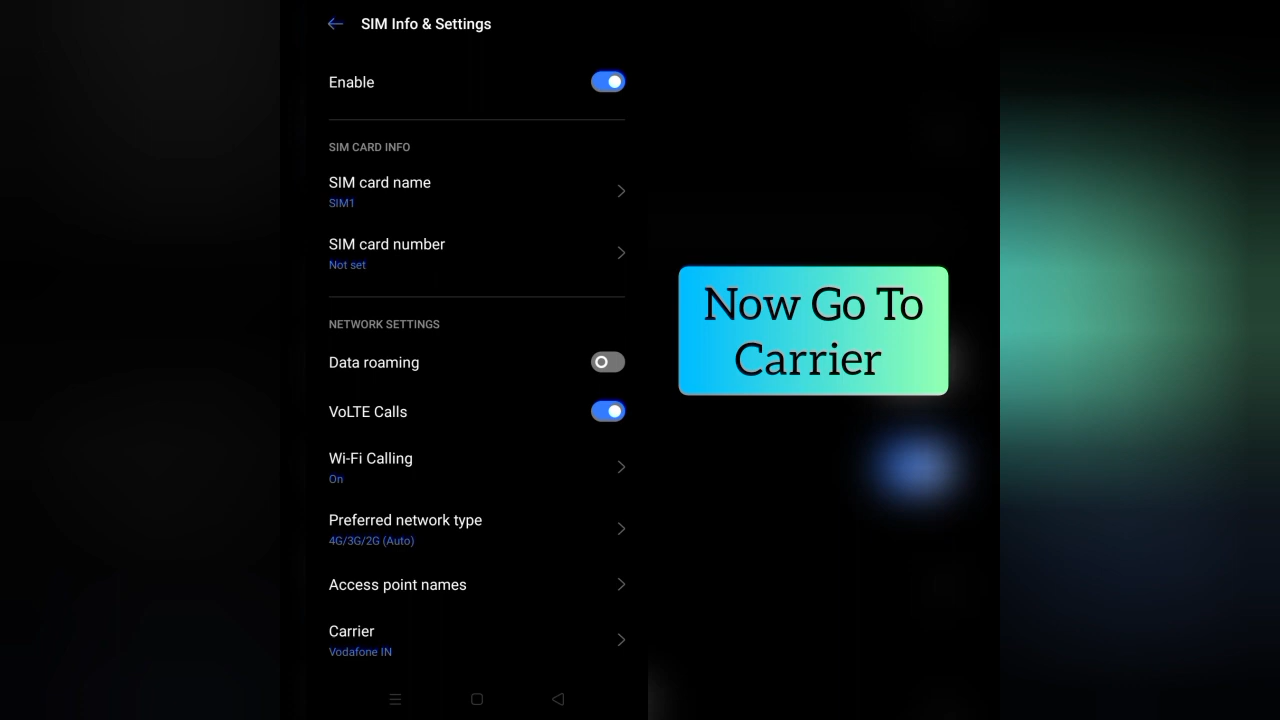 SIM Info & Settings
Enable
SIM CARD INFO
SIM card name
SIM1
SIM card number
Not set
NETWORK SETTINGS
Data roaming
VoLTE Calls
Wi-Fi Calling
On
Preferred network type
4G/3G/2G (Auto)
Access point names
Carrier
Vodafone IN
Now Go To
Carrier